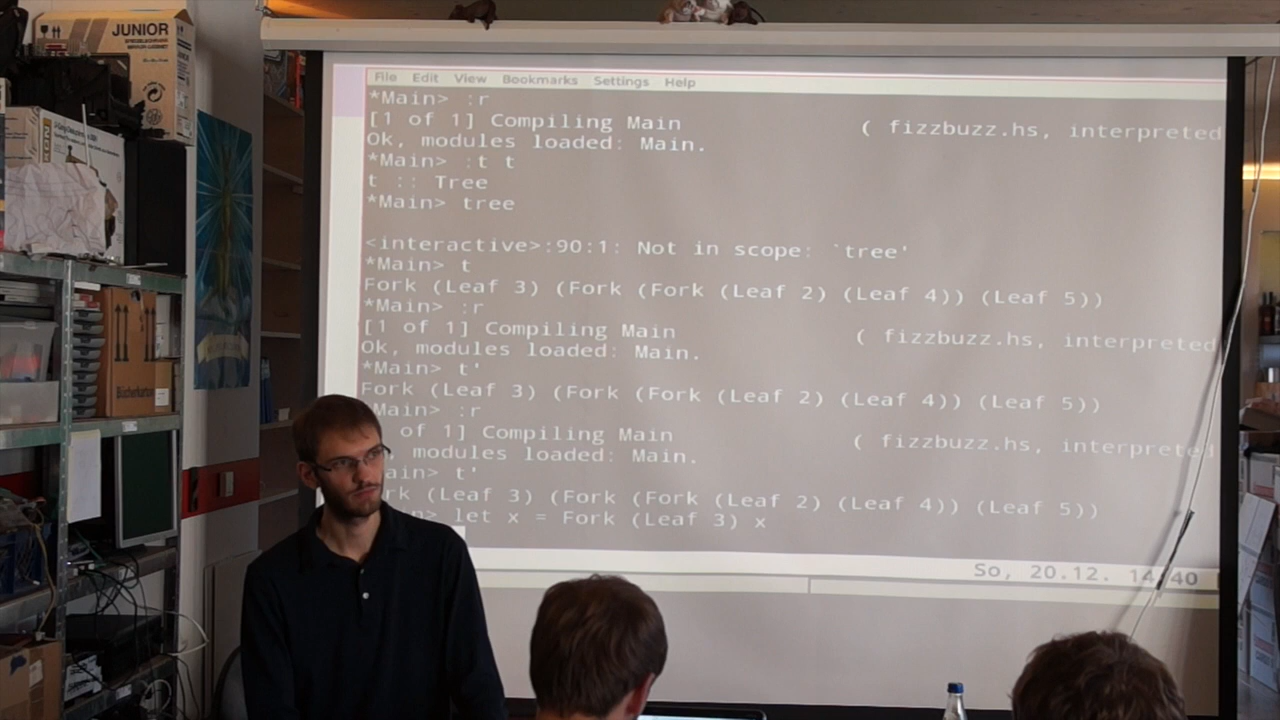 JUNIOR
File Edit View Bookmarks Settings Help
*Main> :r
[1 of 1] Compiling Main ( fizzbuzz.hs, interpreted
Ok, modules loaded: Main.
*Main> :t t
t :: Tree
*Main> tree
<interactive>:90:1: Not in scope: `tree'
*Main> t
Fork (Leaf 3) (Fork (Fork (Leaf 2) (Leaf 4)) (Leaf 5))
*Main> :r
[1 of 1] Compiling Main ( fizzbuzz.hs, interpreted
Ok, modules loaded: Main.
*Main> t'
Fork (Leaf 3) (Fork (Fork (Leaf 2) (Leaf 4)) (Leaf 5))
*Main> :r
of 1] Compiling Main ( fizzbuzz.hs, interpreted
, modules loaded: Main.
ain> t'
rk (Leaf 3) (Fork (Fork (Leaf 2) (Leaf 4)) (Leaf 5))
> let x = Fork (Leaf 3) x
So, 20.12. 14:40
Bücherkarton